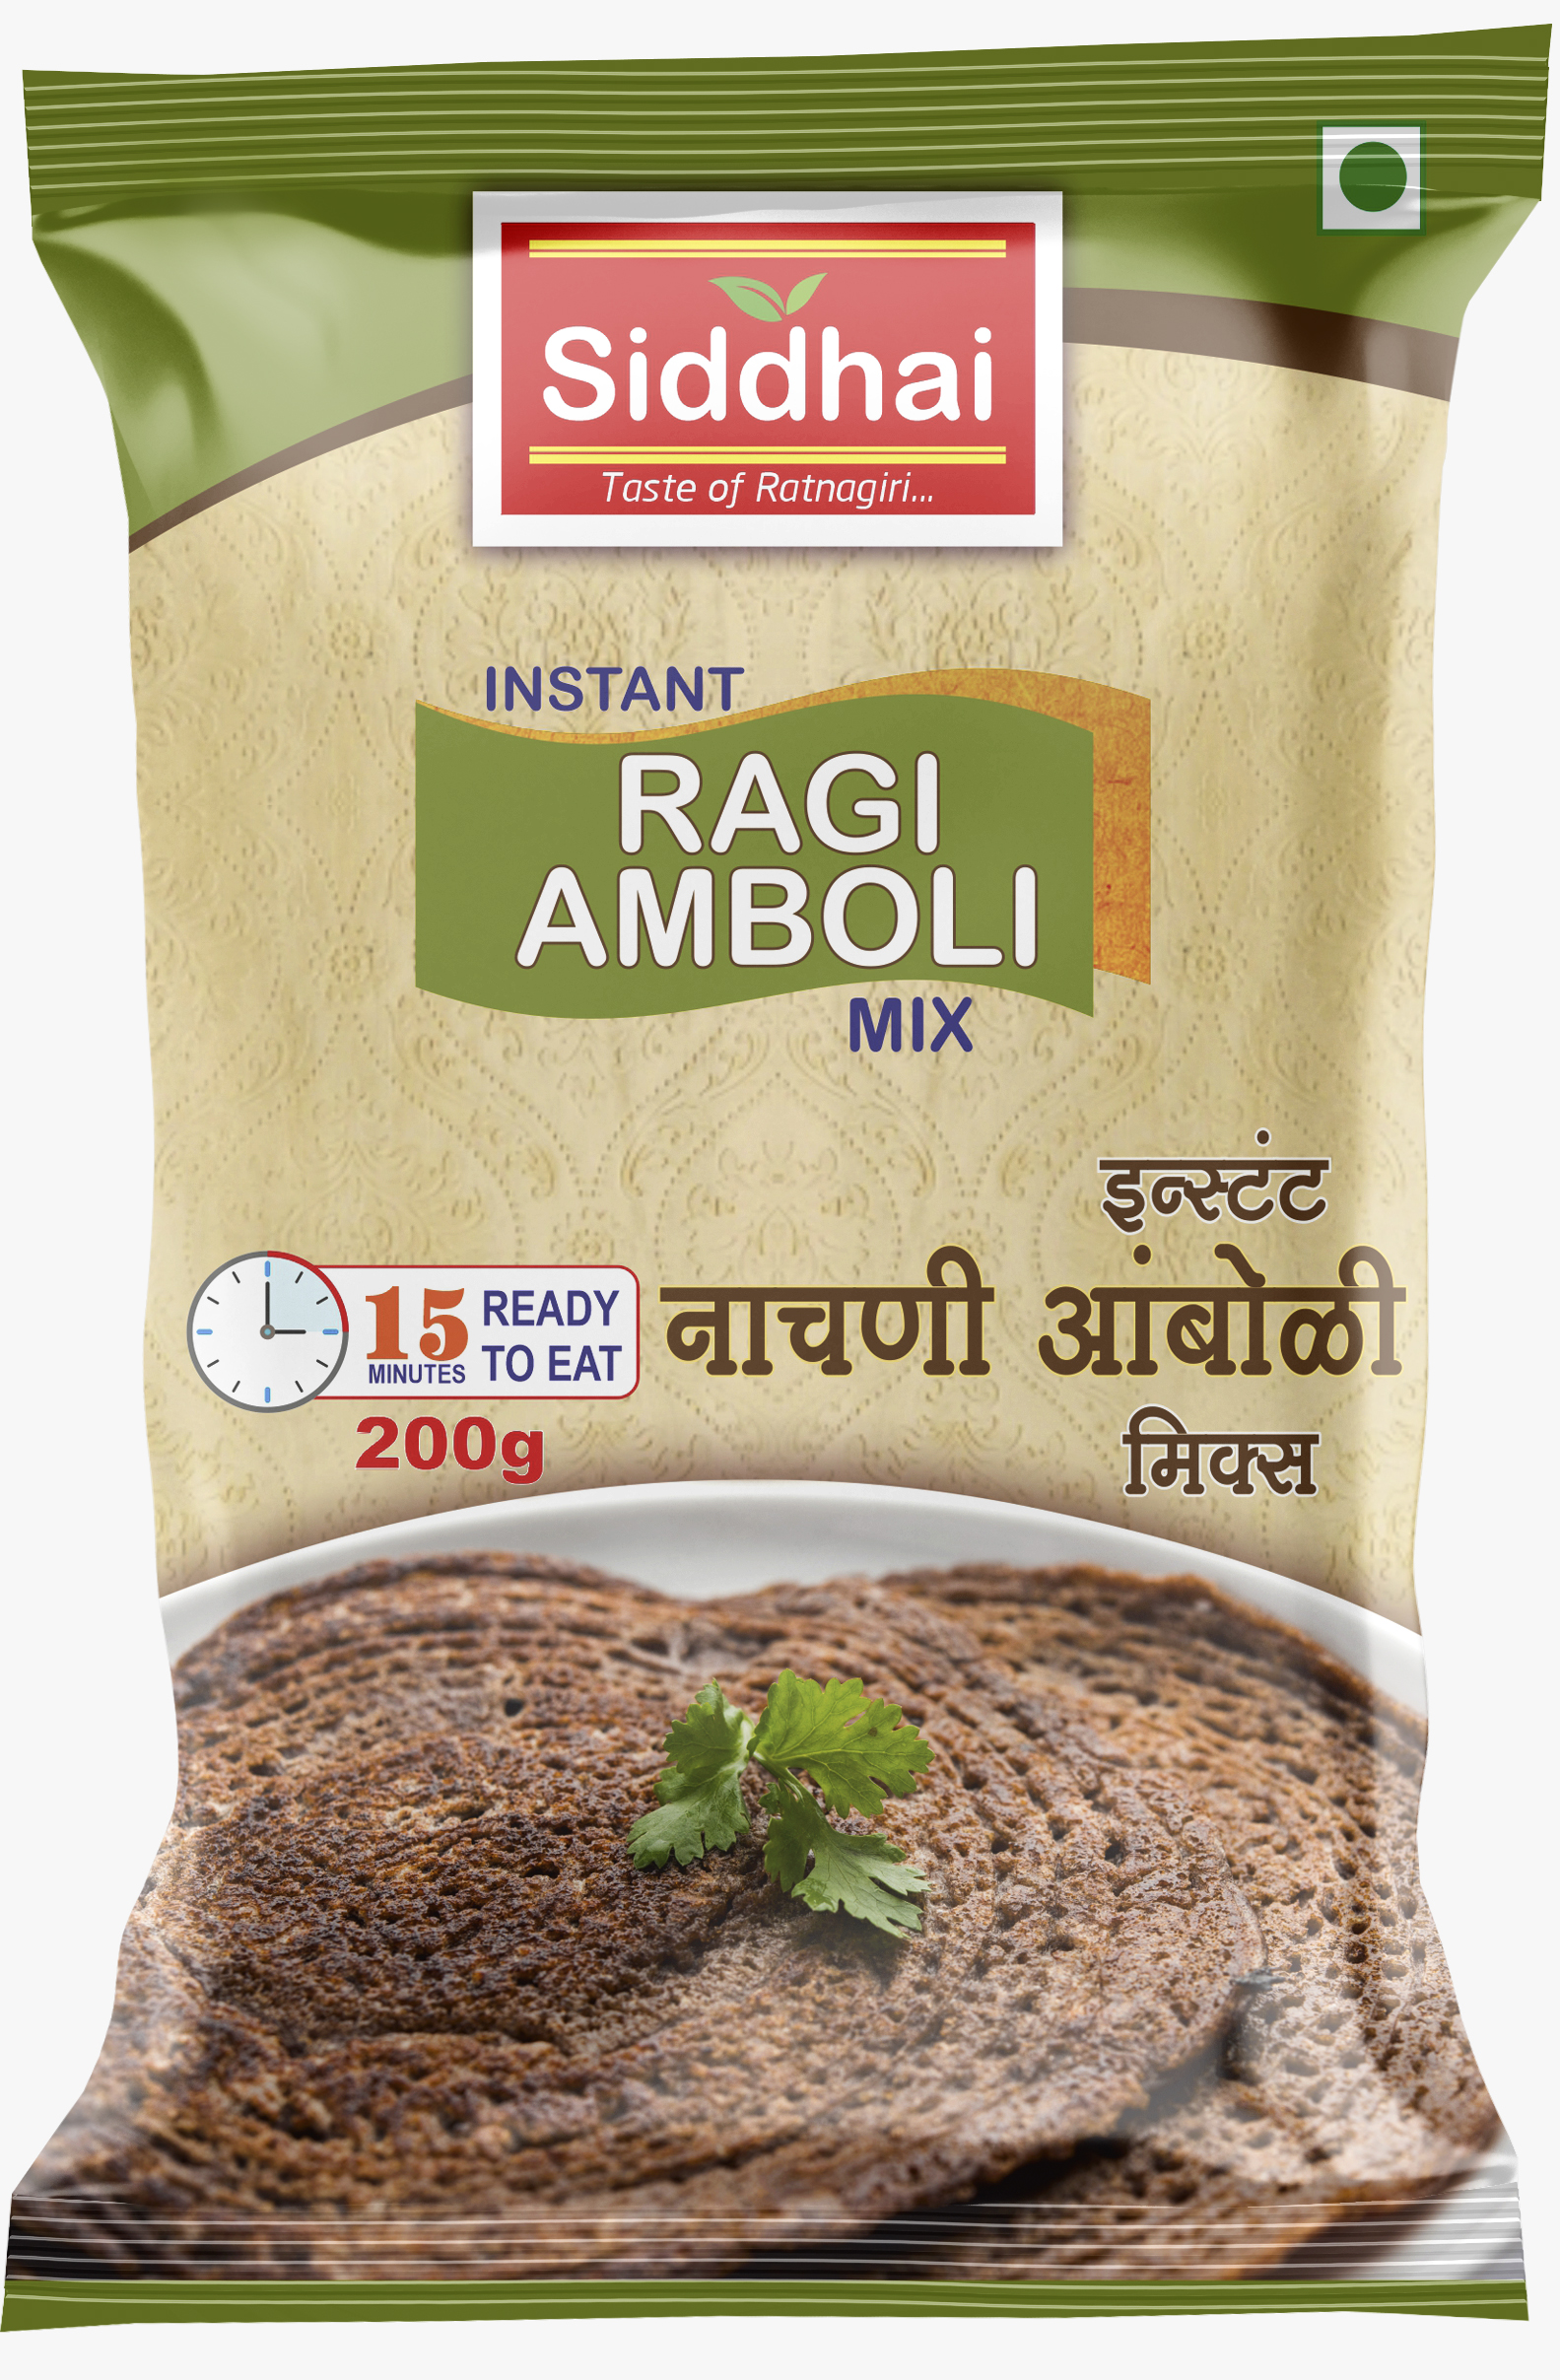 Siddhai
Taste of Ratnagiri...
INSTANT
RAGI
AMBOLI
MIX
इन्स्टंट
नाचणी आंबोळी
मिक्स
15 READY
MINUTES TO EAT
200g